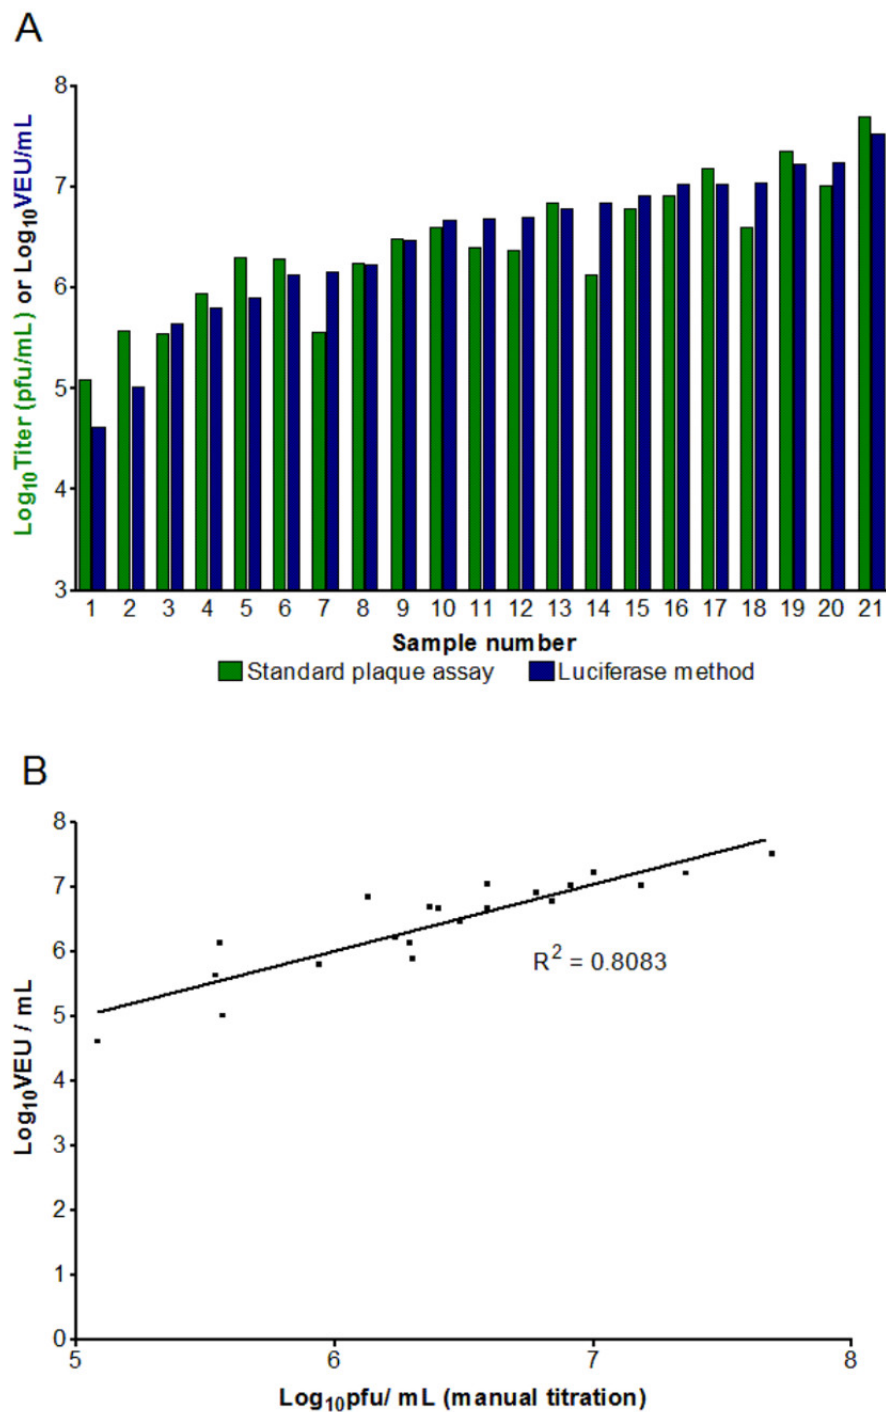 A
8
7
6
5
4
3
Log10Titer (pfu/mL) or Log10VEU/mL
1 2 3 4 5 6 7 8 9 10 11 12 13 14 15 16 17 18 19 20 21
Sample number
Standard plaque assay Luciferase method
B
8
7
6
5
4
3
2
1
0
Log10VEU / mL
R2 = 0.8083
5 6 7 8
Log10pfu/ mL (manual titration)